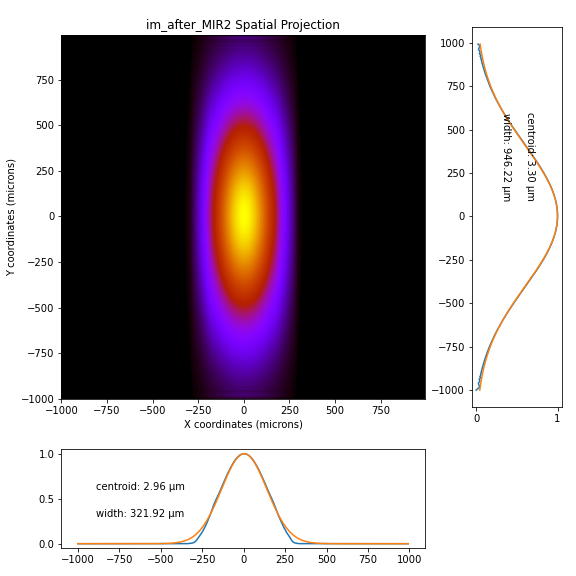 im_after_MIR2 Spatial Projection
Y coordinates (microns)
750
500
250
0
−250
−500
−750
−1000
−1000 −750 −500 −250 0 250 500 750
X coordinates (microns)
1000
750
500
250
0
−250
−500
−750
−1000
0 1
centroid: 3.30 μm
width: 946.22 μm
1.0
0.5
0.0
centroid: 2.96 μm
width: 321.92 μm
−1000 −750 −500 −250 0 250 500 750 1000